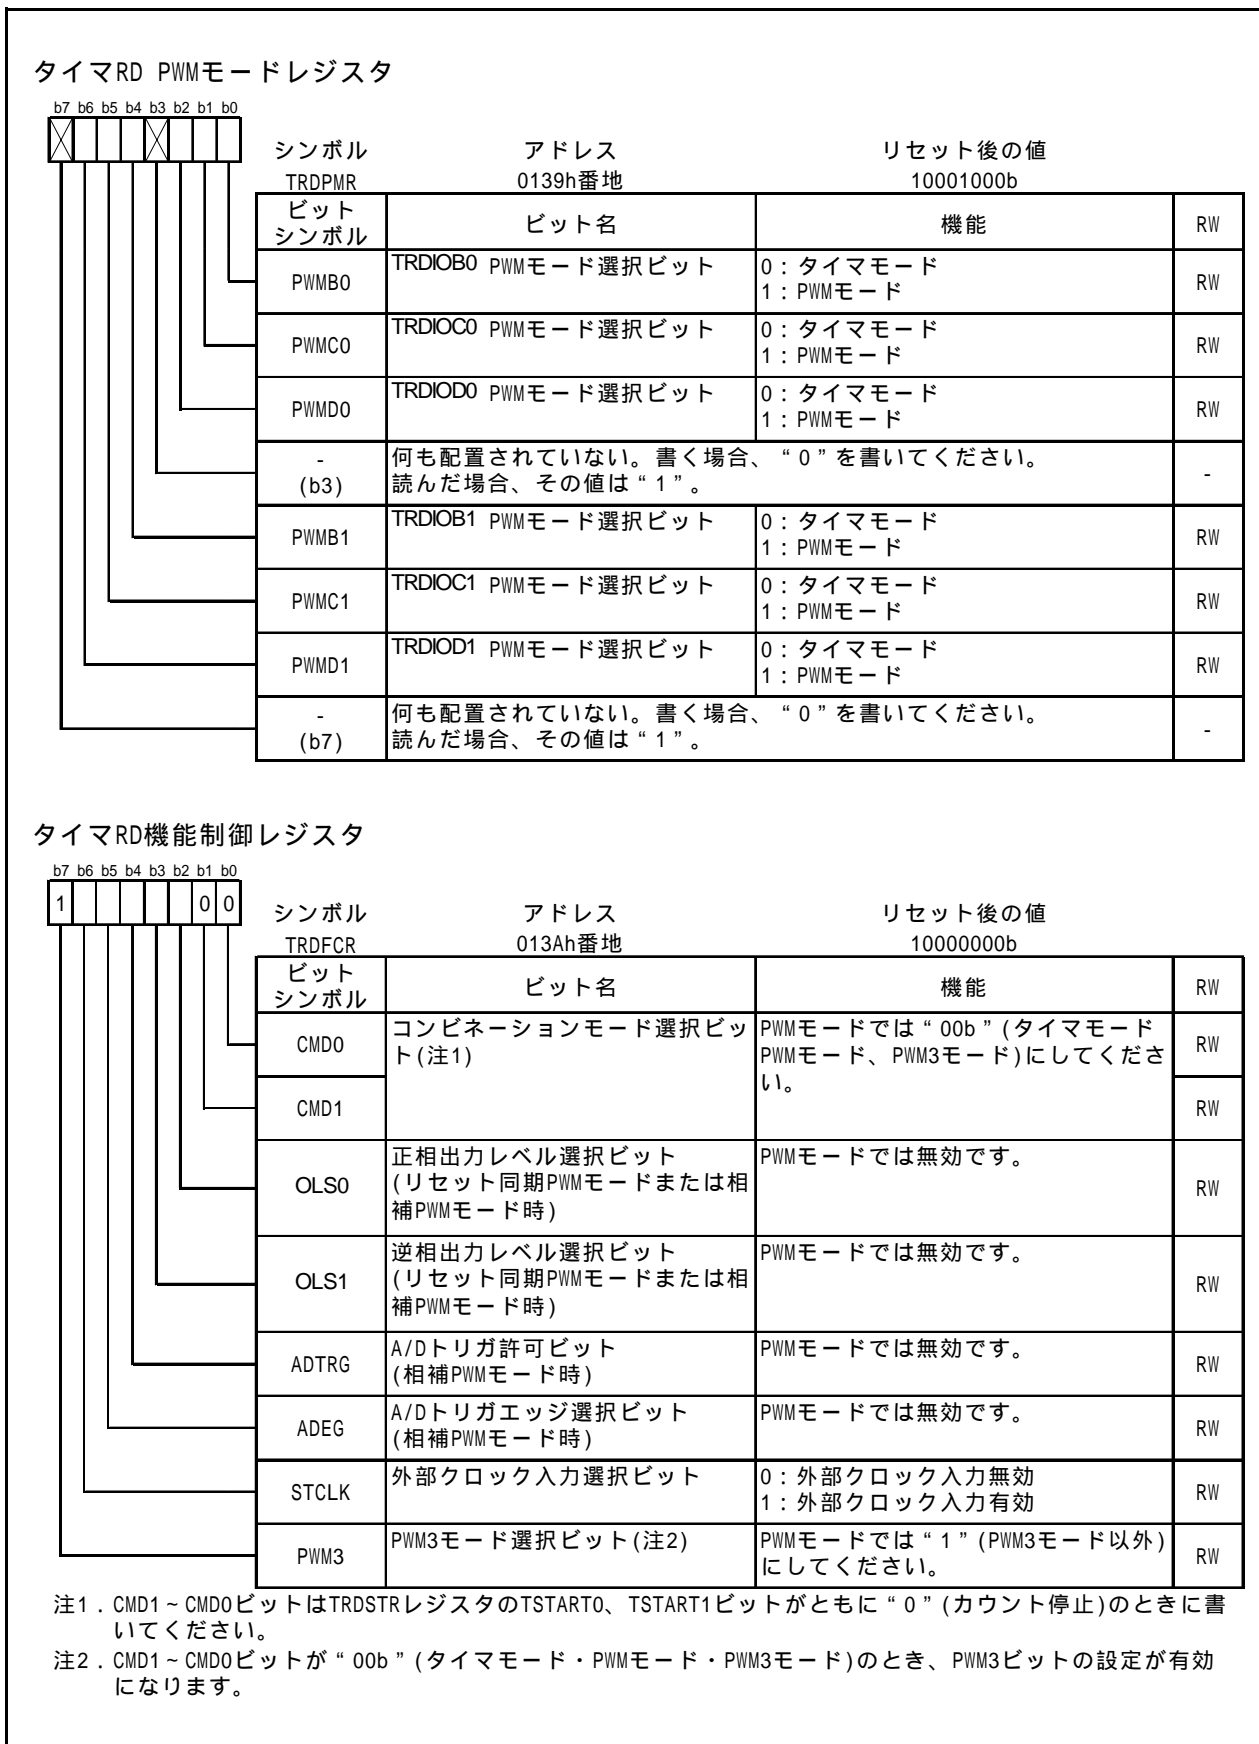 タイマRD PWMモードレジスタ
b7 b6 b5 b4 b3 b2 b1 b0
シンボル アドレス リセット後の値
TRDPMR 0139h番地 10001000b
ビット
シンボル ビット名 機能 RW
PWMB0 TRDIOB0 PWMモード選択ビット 0：タイマモード
1：PWMモード RW
PWMC0 TRDIOC0 PWMモード選択ビット 0：タイマモード
1：PWMモード RW
PWMD0 TRDIOD0 PWMモード選択ビット 0：タイマモード
1：PWMモード RW
-
(b3) 何も配置されていない。書く場合、“0”を書いてください。
読んだ場合、その値は“1”。 -
PWMB1 TRDIOB1 PWMモード選択ビット 0：タイマモード
1：PWMモード RW
PWMC1 TRDIOC1 PWMモード選択ビット 0：タイマモード
1：PWMモード RW
PWMD1 TRDIOD1 PWMモード選択ビット 0：タイマモード
1：PWMモード RW
-
(b7) 何も配置されていない。書く場合、“0”を書いてください。
読んだ場合、その値は“1”。 -
タイマRD機能制御レジスタ
b7 b6 b5 b4 b3 b2 b1 b0
1 0 0
シンボル アドレス リセット後の値
TRDFCR 013Ah番地 10000000b
ビット
シンボル ビット名 機能 RW
CMD0 コンビネーションモード選択ビッ
ト(注1) PWMモードでは“00b”(タイマモード
PWMモード、PWM3モード)にしてくださ
い。 RW
CMD1 RW
OLS0 正相出力レベル選択ビット
(リセット同期PWMモードまたは相
補PWMモード時) PWMモードでは無効です。 RW
OLS1 逆相出力レベル選択ビット
(リセット同期PWMモードまたは相
補PWMモード時) PWMモードでは無効です。 RW
ADTRG A/Dトリガ許可ビット
(相補PWMモード時) PWMモードでは無効です。 RW
ADEG A/Dトリガエッジ選択ビット
(相補PWMモード時) PWMモードでは無効です。 RW
STCLK 外部クロック入力選択ビット 0：外部クロック入力無効
1：外部クロック入力有効 RW
PWM3 PWM3モード選択ビット(注2) PWMモードでは“1”(PWM3モード以外)
にしてください。 RW
注1．CMD1～CMD0ビットはTRDSTRレジスタのTSTART0、TSTART1ビットがともに“0”(カウント停止)のときに書
いてください。
注2．CMD1～CMD0ビットが“00b”(タイマモード・PWMモード・PWM3モード)のとき、PWM3ビットの設定が有効
になります。